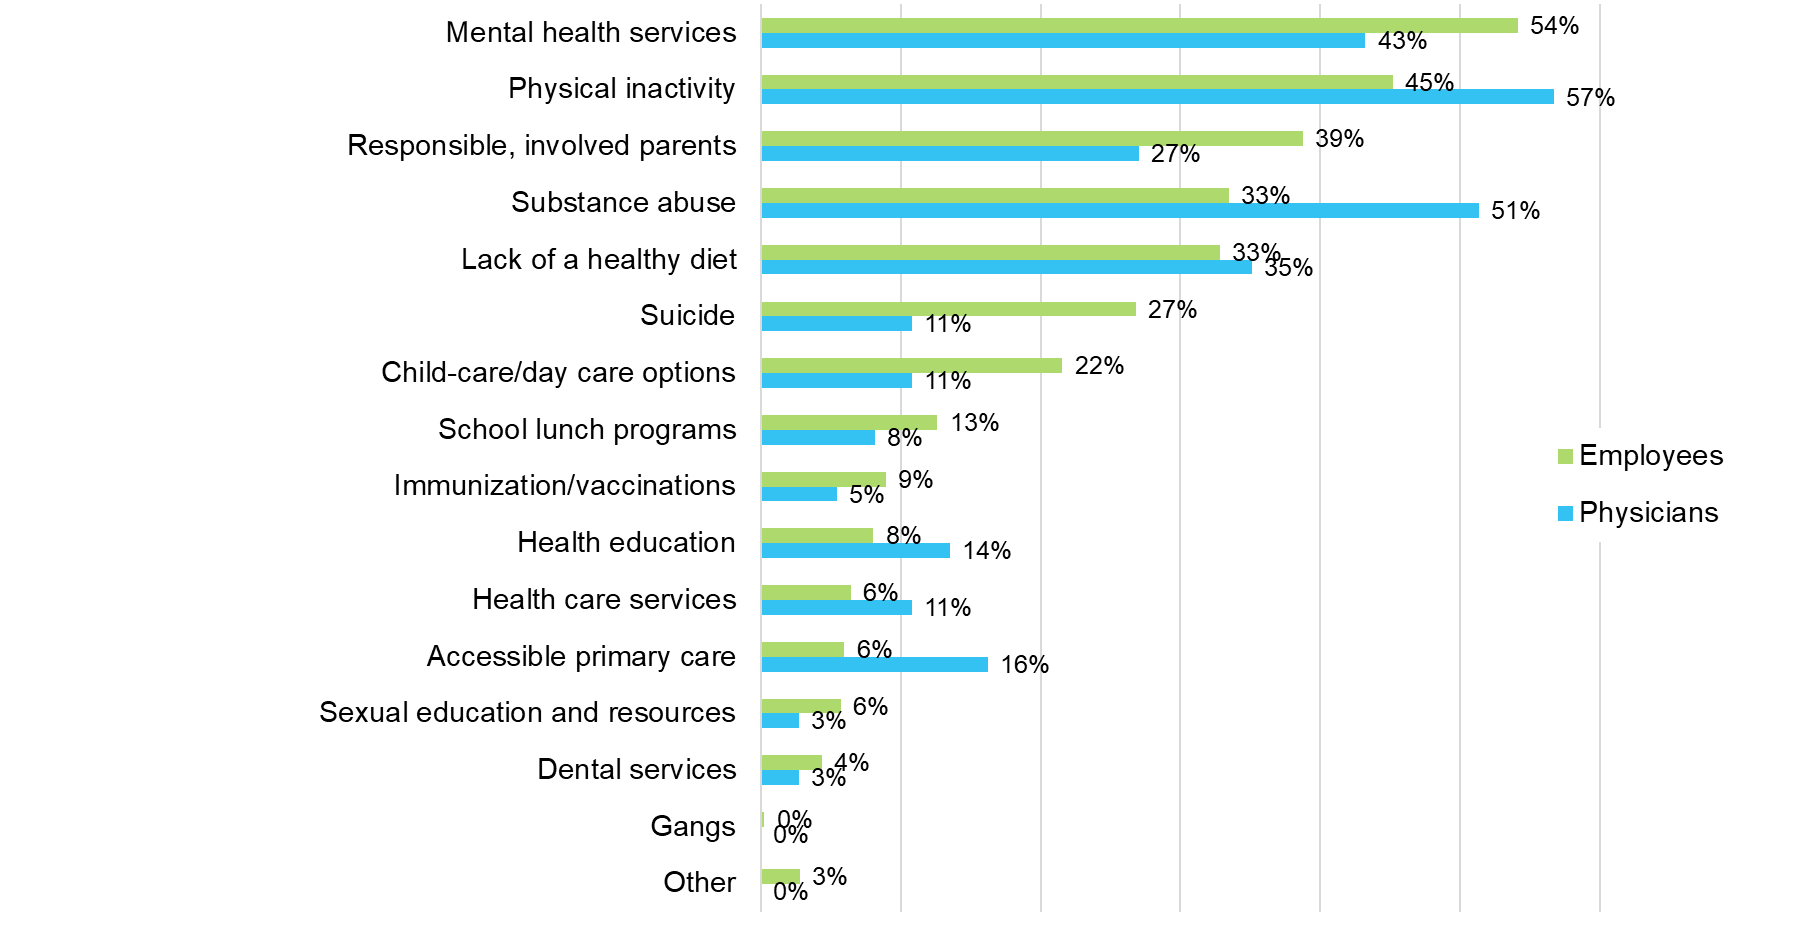 Mental health services 54%
43%
Physical inactivity 45%
57%
Responsible, involved parents 39%
27%
Substance abuse 33%
51%
Lack of a healthy diet 33%
35%
Suicide 27%
11%
Child-care/day care options 22%
11%
School lunch programs 13%
8%
Immunization/vaccinations 9%
5%
Health education 8%
14%
Health care services 6%
11%
Accessible primary care 6%
16%
Sexual education and resources 6%
3%
Dental services 4%
3%
Gangs 0%
0%
Other 3%
0%
Employees
Physicians